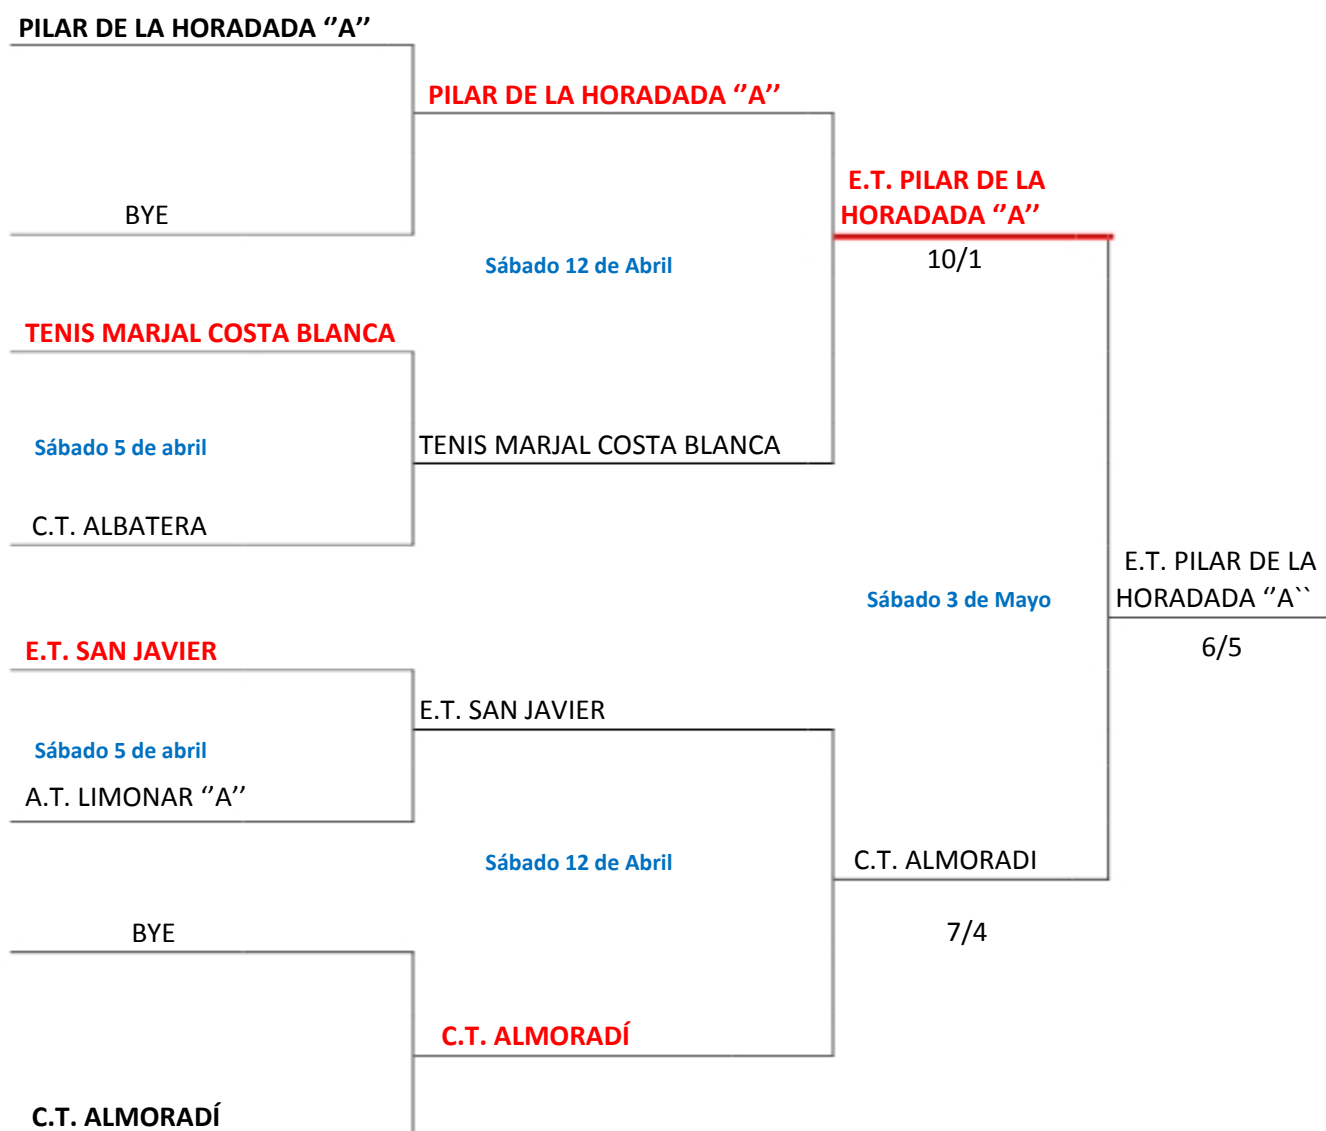 PILAR DE LA HORADADA ‘’A’’
PILAR DE LA HORADADA ‘’A’’
E.T. PILAR DE LA
HORADADA ‘’A’’
BYE
10/1
Sábado 12 de Abril
TENIS MARJAL COSTA BLANCA
Sábado 5 de abril
TENIS MARJAL COSTA BLANCA
C.T. ALBATERA
E.T. PILAR DE LA
HORADADA ‘’A``
Sábado 3 de Mayo
6/5
E.T. SAN JAVIER
E.T. SAN JAVIER
Sábado 5 de abril
A.T. LIMONAR ‘’A’’
Sábado 12 de Abril
C.T. ALMORADI
BYE
7/4
C.T. ALMORADÍ
C.T. ALMORADÍ